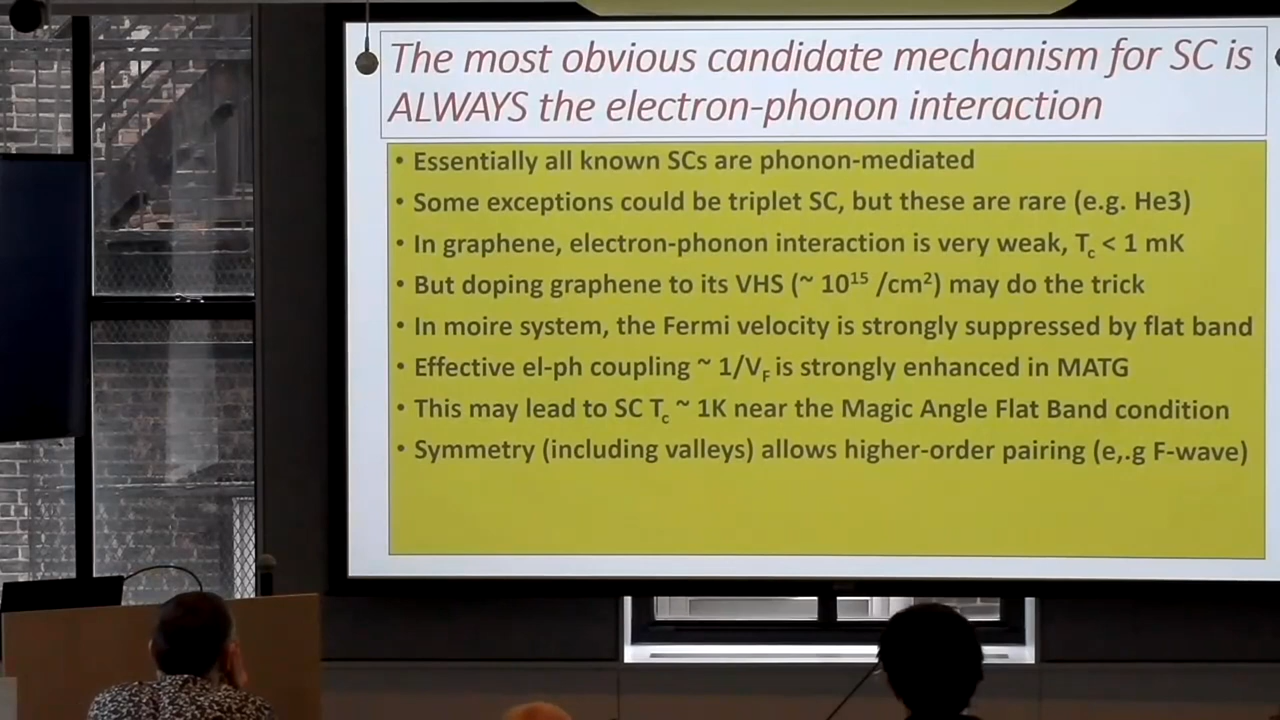 The most obvious candidate mechanism for SC is
ALWAYS the electron-phonon interaction
• Essentially all known SCs are phonon-mediated
• Some exceptions could be triplet SC, but these are rare (e.g. He3)
• In graphene, electron-phonon interaction is very weak, T_c < 1 mK
• But doping graphene to its VHS (~ 10¹⁵ /cm²) may do the trick
• In moire system, the Fermi velocity is strongly suppressed by flat band
• Effective el-ph coupling ~ 1/V_F is strongly enhanced in MATG
• This may lead to SC T_c ~ 1K near the Magic Angle Flat Band condition
• Symmetry (including valleys) allows higher-order pairing (e,.g F-wave)